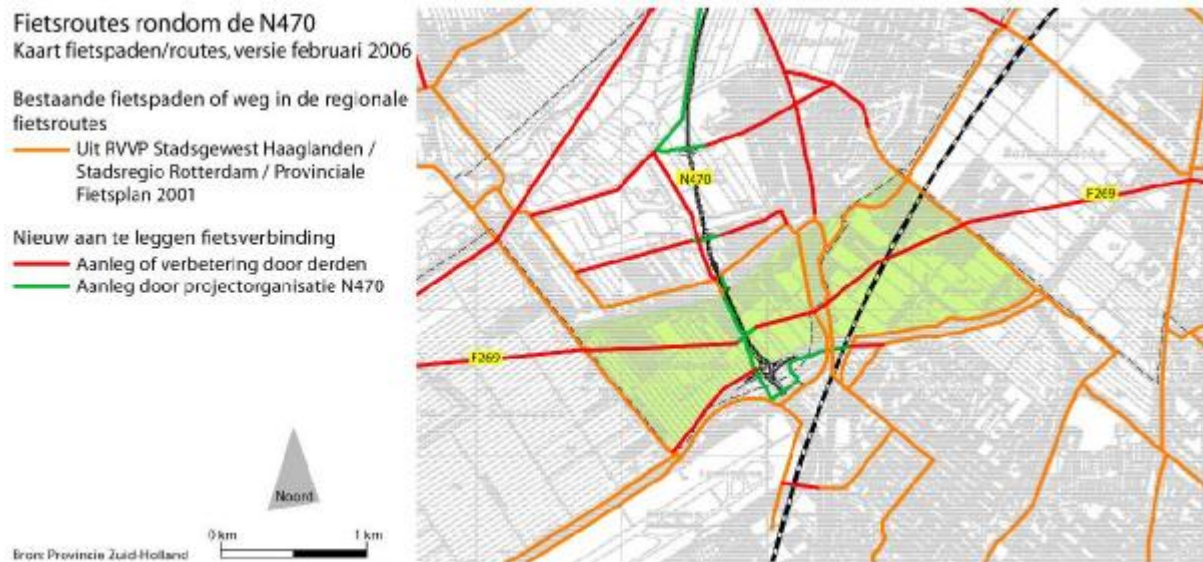 Fietsroutes rondom de N470
Kaart fietspaden/routes, versie februari 2006
Bestaande fietspaden of weg in de regionale
fietsroutes
Uit RVVP Stadsgewest Haaglanden /
Stadsregio Rotterdam / Provinciale
Fietsplan 2001
Nieuw aan te leggen fietsverbinding
Aanleg of verbetering door derden
Aanleg door projectorganisatie N470
Noord
0 km 1 km
Bron: Provincie Zuid-Holland
N470
F269
F269